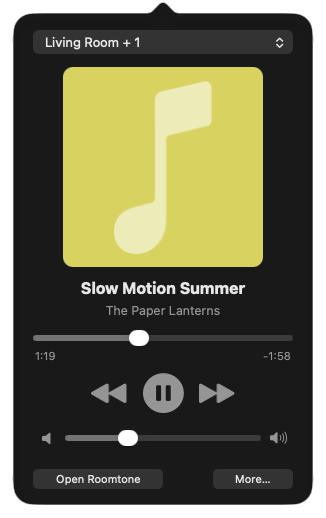 Living Room + 1
Slow Motion Summer
The Paper Lanterns
1:19 -1:58
Open Roomtone More...